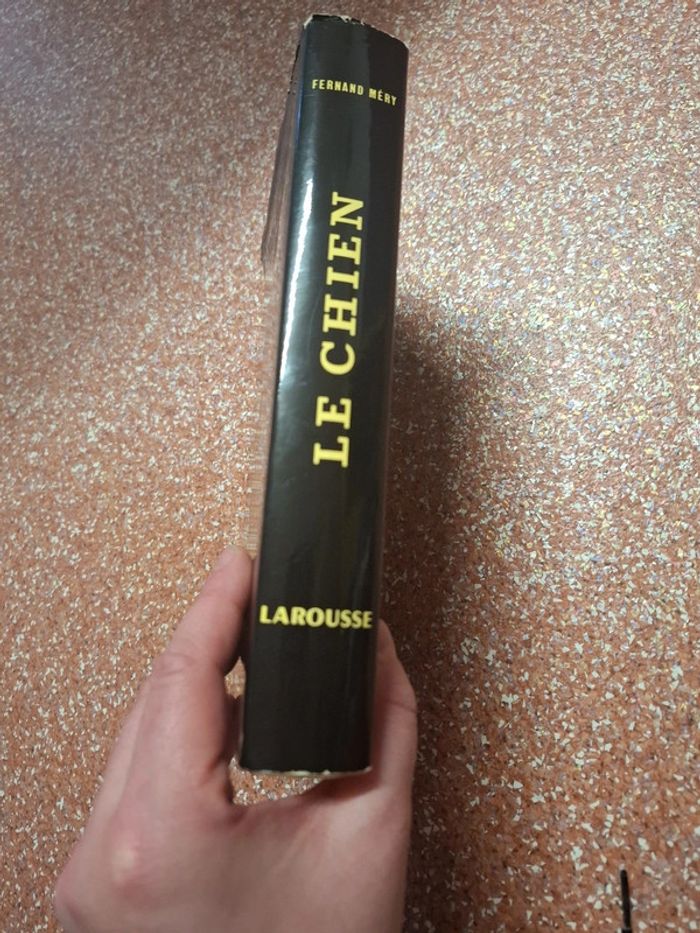 FERNAND MÉRY
LE CHIEN
LAROUSSE